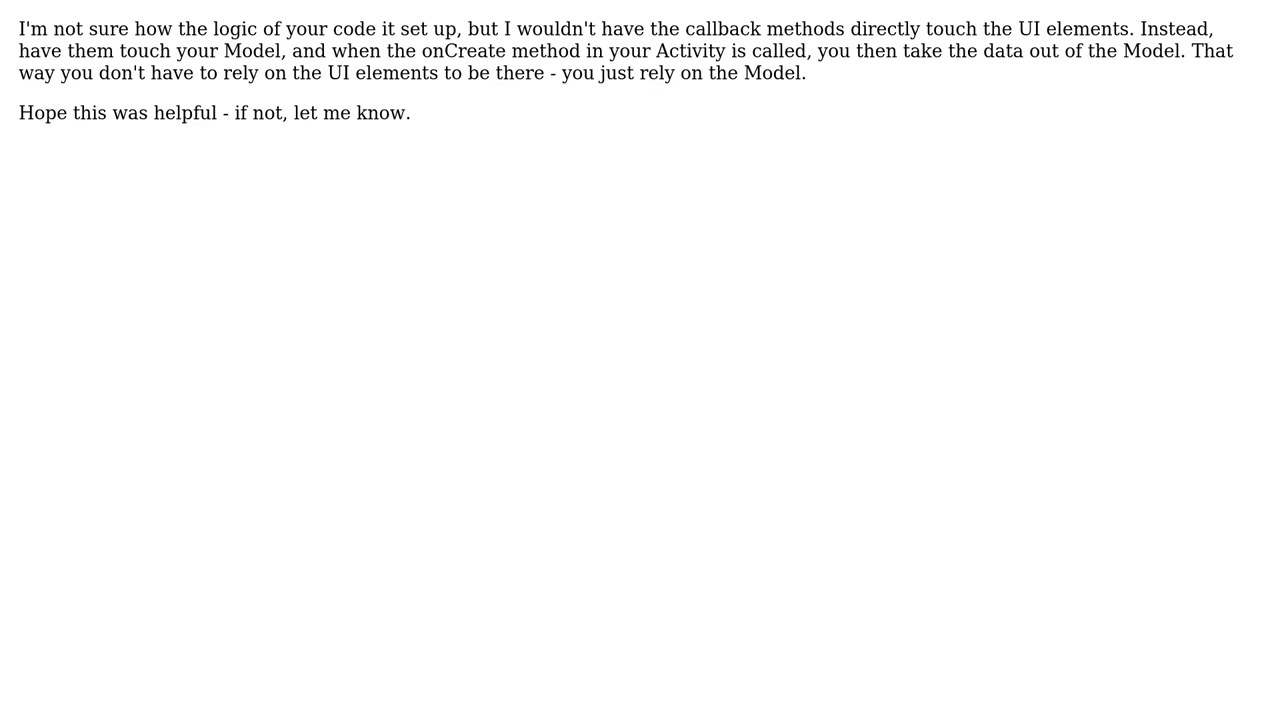 I'm not sure how the logic of your code it set up, but I wouldn't have the callback methods directly touch the UI elements. Instead,
have them touch your Model, and when the onCreate method in your Activity is called, you then take the data out of the Model. That
way you don't have to rely on the UI elements to be there - you just rely on the Model.
Hope this was helpful - if not, let me know.